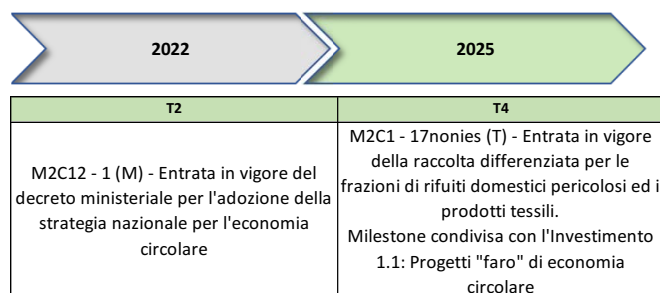 2022
2025
T2
T4
M2C12 - 1 (M) - Entrata in vigore del
decreto ministeriale per l'adozione della
strategia nazionale per l'economia
circolare
M2C1 - 17nonies (T) - Entrata in vigore
della raccolta differenziata per le
frazioni di rifiuti domestici pericolosi ed i
prodotti tessili.
Milestone condivisa con l'Investimento
1.1: Progetti "faro" di economia
circolare